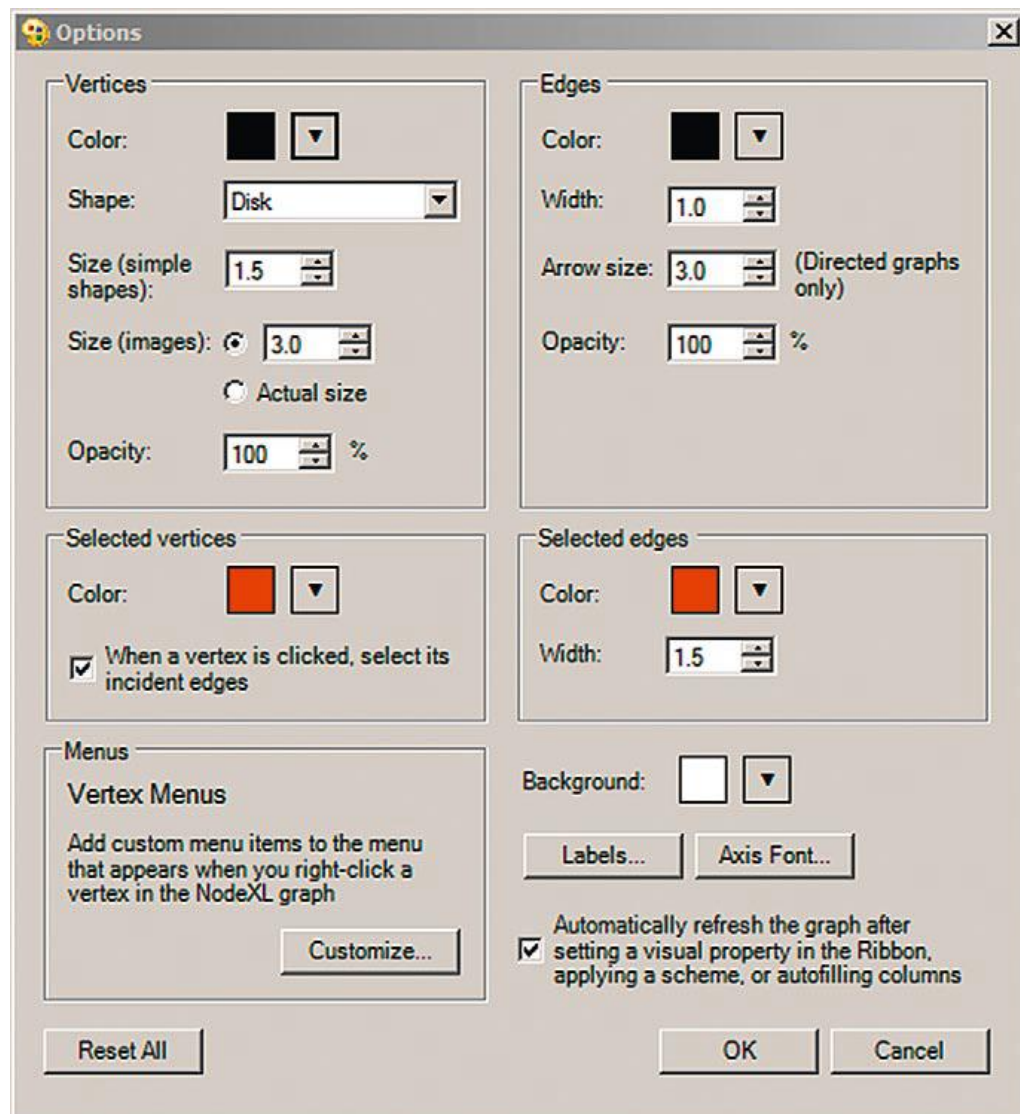 Options
Vertices
Color:
Shape: Disk
Size (simple
shapes): 1.5
Size (images): 3.0
Actual size
Opacity: 100 %
Edges
Color:
Width: 1.0
Arrow size: 3.0 (Directed graphs
only)
Opacity: 100 %
Selected vertices
Color:
When a vertex is clicked, select its
incident edges
Selected edges
Color:
Width: 1.5
Menus
Vertex Menus
Add custom menu items to the menu
that appears when you right-click a
vertex in the NodeXL graph
Customize...
Background:
Labels... Axis Font...
Automatically refresh the graph after
setting a visual property in the Ribbon,
applying a scheme, or autofilling columns
Reset All OK Cancel